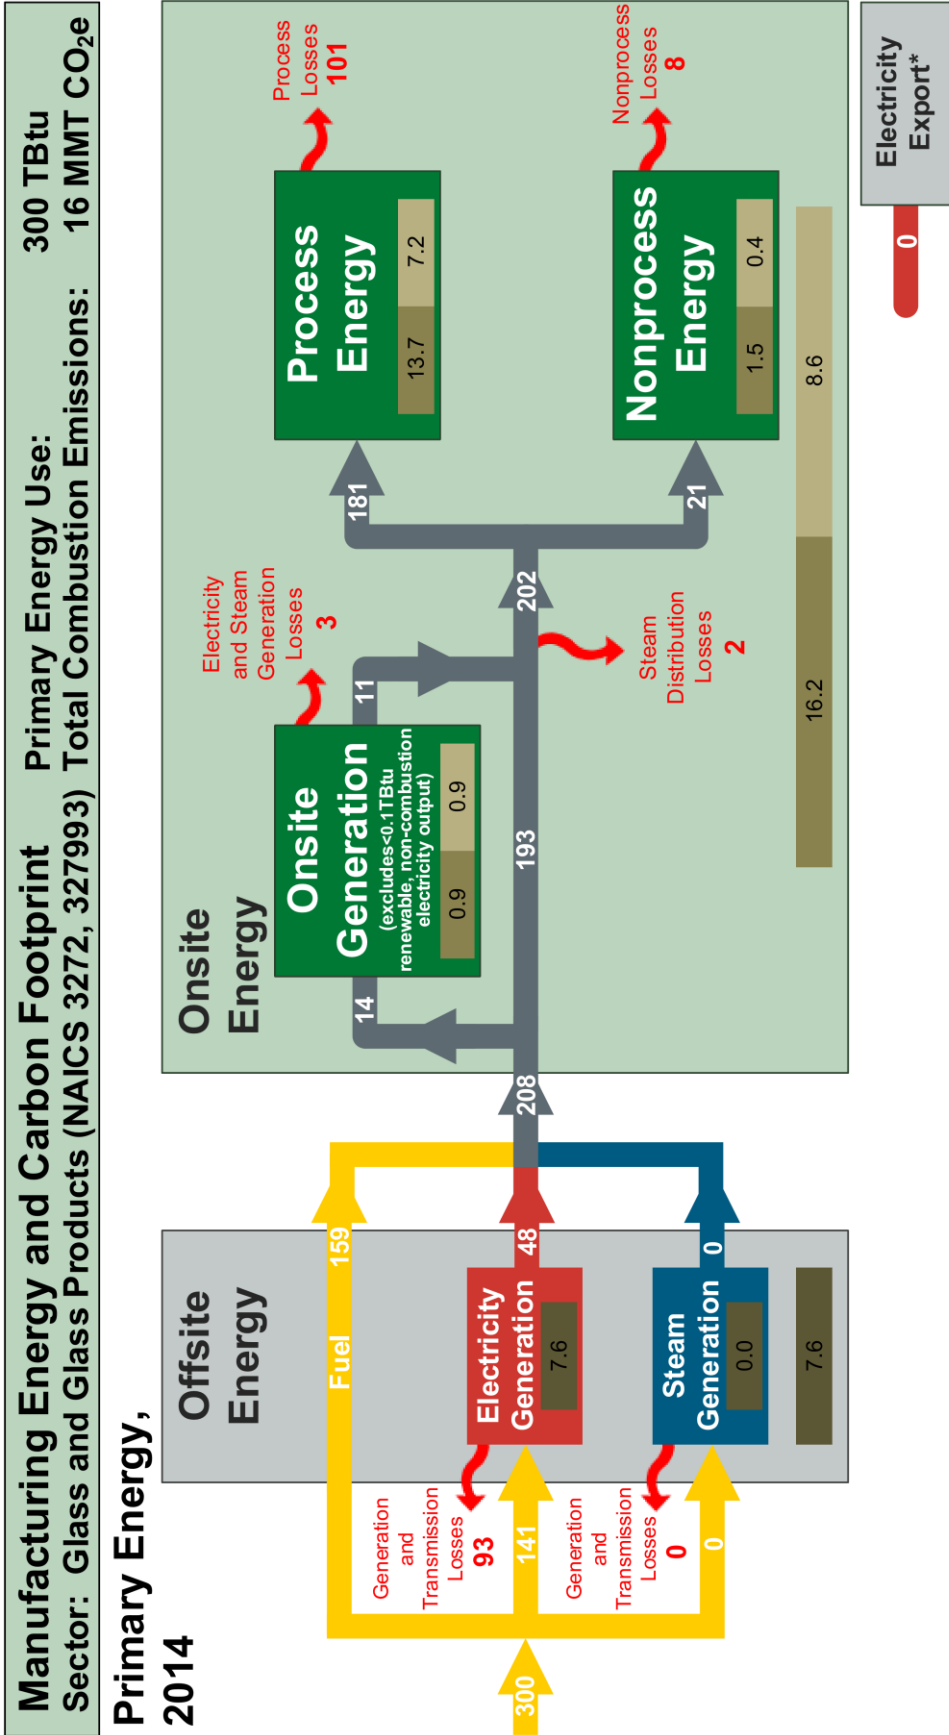 Manufacturing Energy and Carbon Footprint
Sector: Glass and Glass Products (NAICS 3272, 327993)
Primary Energy Use: 300 TBtu
Total Combustion Emissions: 16 MMT CO₂e
Primary Energy,
2014
300
Fuel
159
141
0
Offsite
Energy
Generation
and
Transmission
Losses
93
Electricity
Generation
7.6
48
Generation
and
Transmission
Losses
0
Steam
Generation
0.0
0
7.6
208
Onsite
Energy
14
Onsite
Generation
(excludes<0.1TBtu
renewable, non-combustion
electricity output)
0.9
0.9
11
Electricity
and Steam
Generation
Losses
3
193
202
Steam
Distribution
Losses
2
181
Process
Energy
13.7
7.2
Process
Losses
101
21
Nonprocess
Energy
1.5
0.4
Nonprocess
Losses
8
16.2
8.6
0
Electricity
Export*